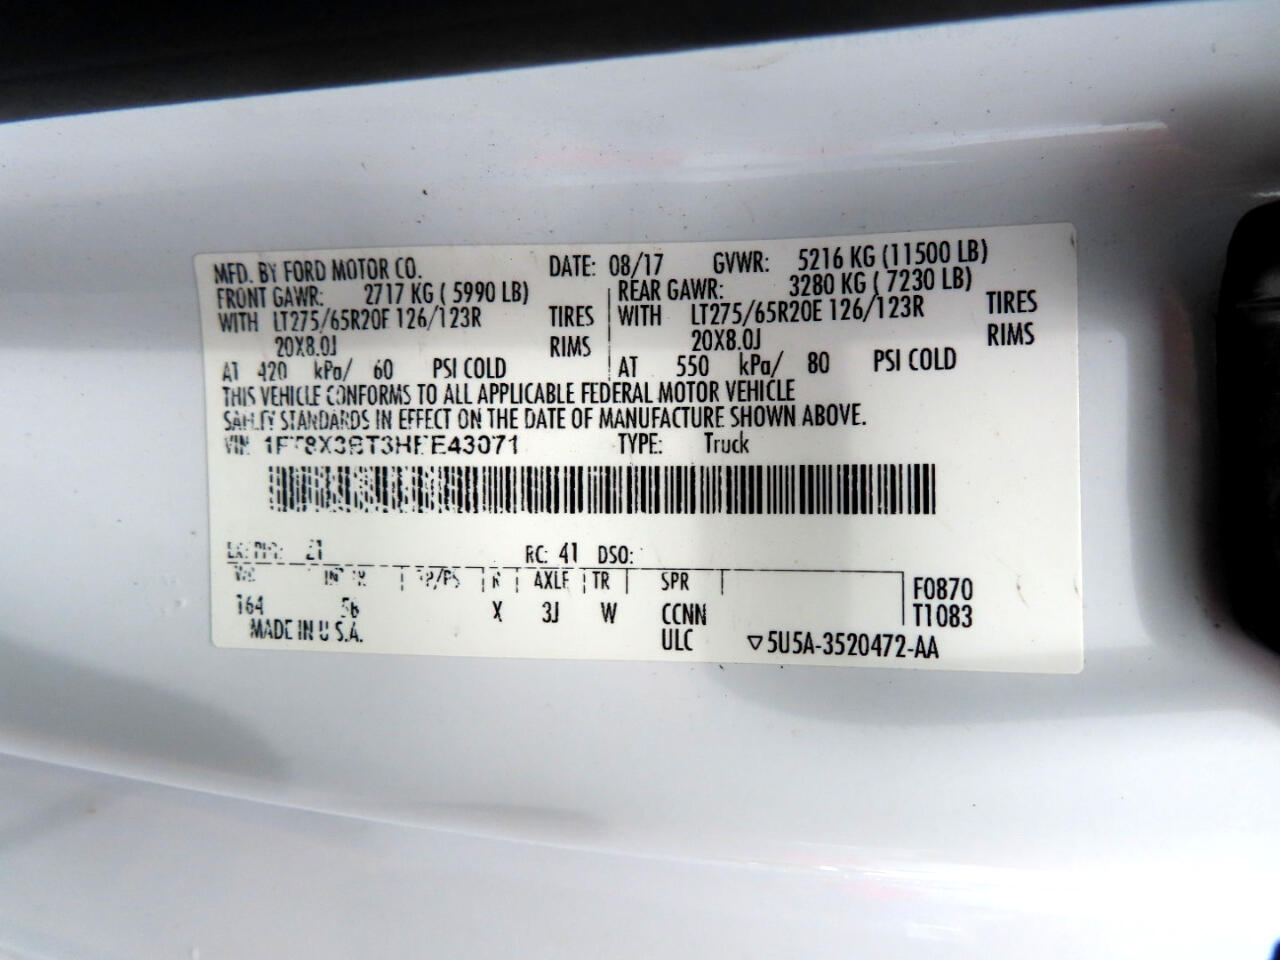 MFD. BY FORD MOTOR CO. DATE: 08/17 GVWR: 5216 KG (11500 LB)
FRONT GAWR: 2717 KG ( 5990 LB) REAR GAWR: 3280 KG ( 7230 LB)
WITH LT275/65R20E 126/123R TIRES WITH LT275/65R20E 126/123R TIRES
20X8.0J RIMS 20X8.0J RIMS
AT 420 kPa/ 60 PSI COLD AT 550 kPa/ 80 PSI COLD
THIS VEHICLE CONFORMS TO ALL APPLICABLE FEDERAL MOTOR VEHICLE
SAFETY STANDARDS IN EFFECT ON THE DATE OF MANUFACTURE SHOWN ABOVE.
VIN TYPE: Truck
RC: 41 DSO:
AXLE TR SPR
F0870
164 56 X 3J W CCNN T1083
MADE IN U.S.A. ULC ▽5U5A-3520472-AA